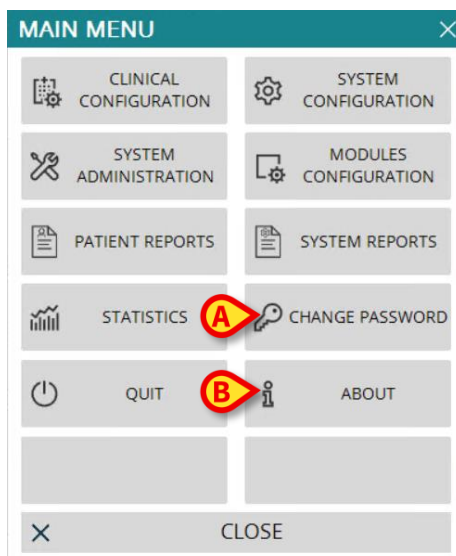 MAIN MENU
CLINICAL
CONFIGURATION
SYSTEM
CONFIGURATION
SYSTEM
ADMINISTRATION
MODULES
CONFIGURATION
PATIENT REPORTS
SYSTEM REPORTS
STATISTICS
A
CHANGE PASSWORD
QUIT
B
ABOUT
CLOSE